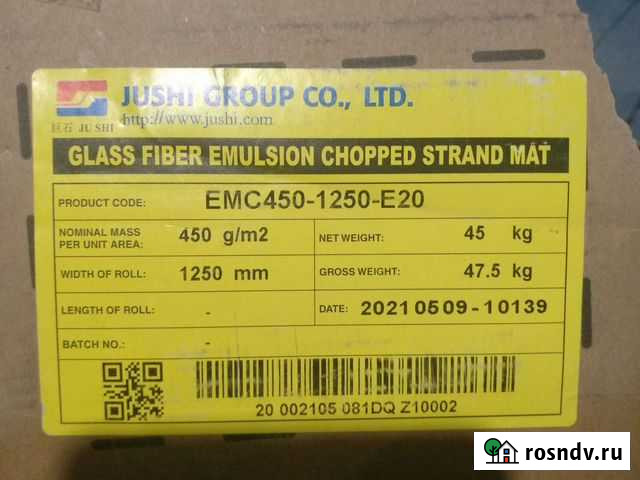 JUSHI GROUP CO., LTD.
巨石 JU SHI
http://www.jushi.com
GLASS FIBER EMULSION CHOPPED STRAND MAT
PRODUCT CODE: EMC450-1250-E20
NOMINAL MASS PER UNIT AREA: 450 g/m2
NET WEIGHT: 45 kg
WIDTH OF ROLL: 1250 mm
GROSS WEIGHT: 47.5 kg
LENGTH OF ROLL: -
DATE: 20210509-10139
BATCH NO.: -
20 002105 081DQ Z10002
rosndv.ru